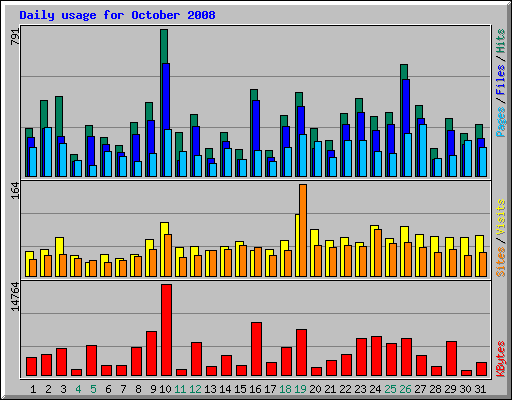 Daily usage for October 2008
791
Pages / Files / Hits
164
Sites / Visits
14764
KBytes
1 2 3 4 5 6 7 8 9 10 11 12 13 14 15 16 17 18 19 20 21 22 23 24 25 26 27 28 29 30 31